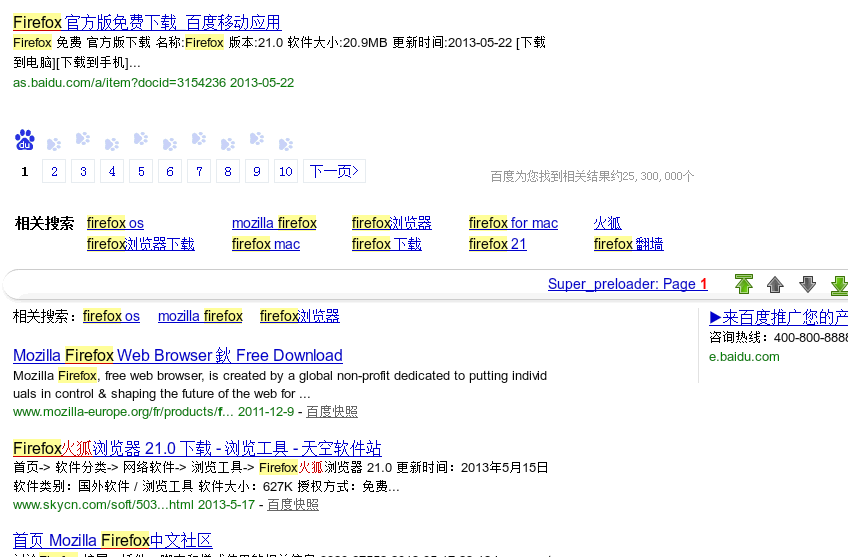 Firefox 官方版免费下载_百度移动应用
Firefox 免费 官方版下载 名称:Firefox 版本:21.0 软件大小:20.9MB 更新时间:2013-05-22 [下载
到电脑][下载到手机]...
as.baidu.com/a/item?docid=3154236 2013-05-22
du
1 2 3 4 5 6 7 8 9 10 下一页>
百度为您找到相关结果约25,300,000个
相关搜索 firefox os mozilla firefox firefox浏览器 firefox for mac 火狐
firefox浏览器下载 firefox mac firefox 下载 firefox 21 firefox 翻墙
Super_preloader: Page 1
相关搜索：firefox os mozilla firefox firefox浏览器
▶来百度推广您的产
咨询热线：400-800-8888
e.baidu.com
Mozilla Firefox Web Browser 鈥 Free Download
Mozilla Firefox, free web browser, is created by a global non-profit dedicated to putting individ
uals in control & shaping the future of the web for ...
www.mozilla-europe.org/fr/products/f... 2011-12-9 - 百度快照
Firefox火狐浏览器 21.0 下载 - 浏览工具 - 天空软件站
首页-> 软件分类-> 网络软件-> 浏览工具-> Firefox火狐浏览器 21.0 更新时间：2013年5月15日
软件类别：国外软件 / 浏览工具 软件大小：627K 授权方式：免费...
www.skycn.com/soft/503...html 2013-5-17 - 百度快照
首页 Mozilla Firefox中文社区